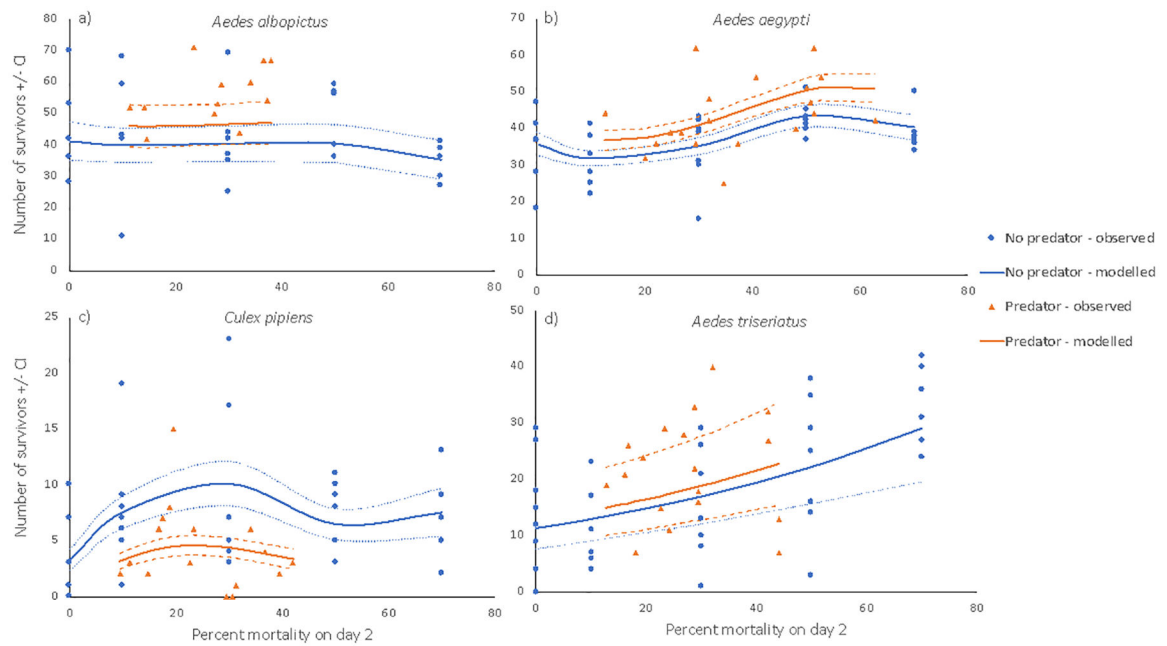 a) Aedes albopictus
Number of survivors +/- CI
80
70
60
50
40
30
20
10
0
0 20 40 60 80
b) Aedes aegypti
70
60
50
40
30
20
10
0
0 20 40 60 80
c) Culex pipiens
Number of survivors +/- CI
25
20
15
10
5
0
0 20 40 60 80
Percent mortality on day 2
d) Aedes triseriatus
50
40
30
20
10
0
0 20 40 60 80
Percent mortality on day 2
No predator - observed
No predator - modelled
Predator - observed
Predator - modelled